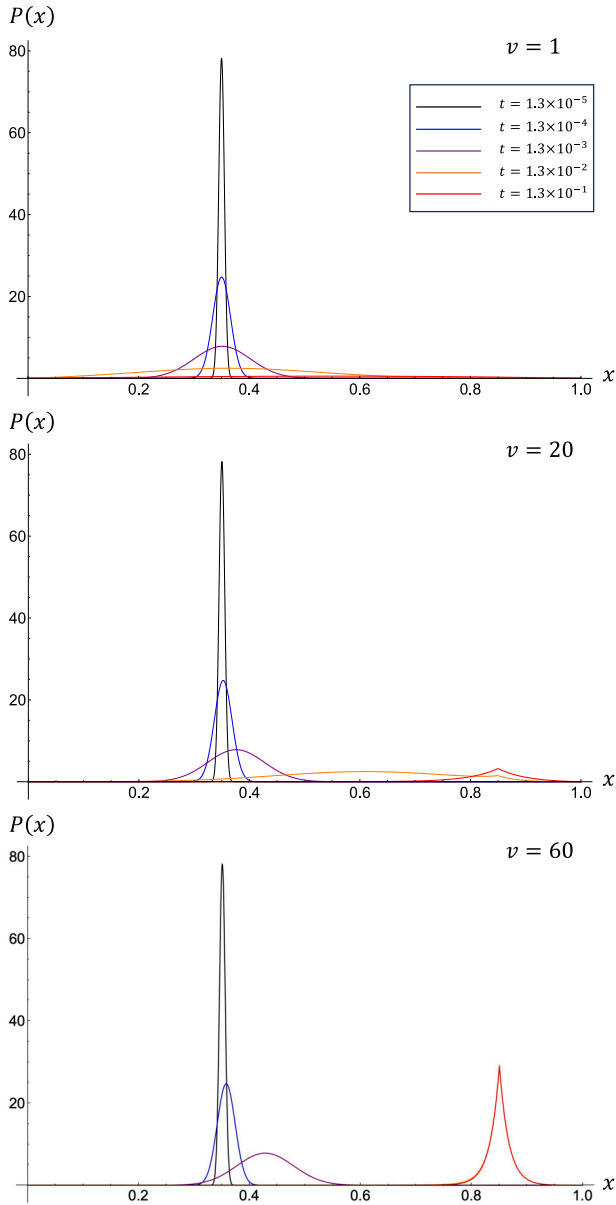 P(x)
v = 1
80
t = 1.3×10⁻⁵
t = 1.3×10⁻⁴
60
t = 1.3×10⁻³
t = 1.3×10⁻²
t = 1.3×10⁻¹
40
20
0.2 0.4 0.6 0.8 1.0 x
P(x)
v = 20
80
60
40
20
0.2 0.4 0.6 0.8 1.0 x
P(x)
v = 60
80
60
40
20
0.2 0.4 0.6 0.8 1.0 x